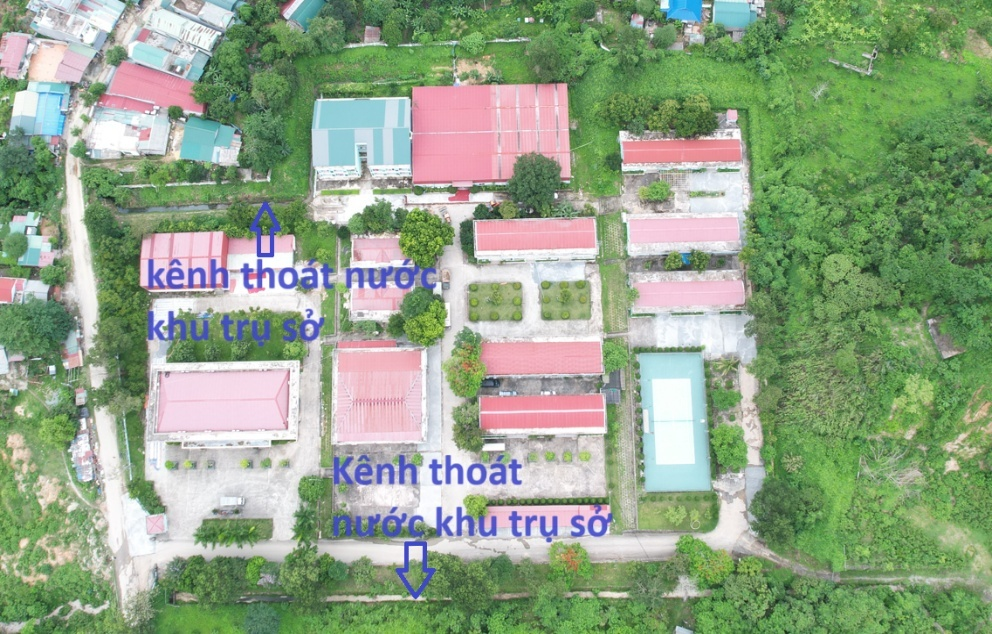 kênh thoát nước
khu trụ sở
Kênh thoát
nước khu trụ sở